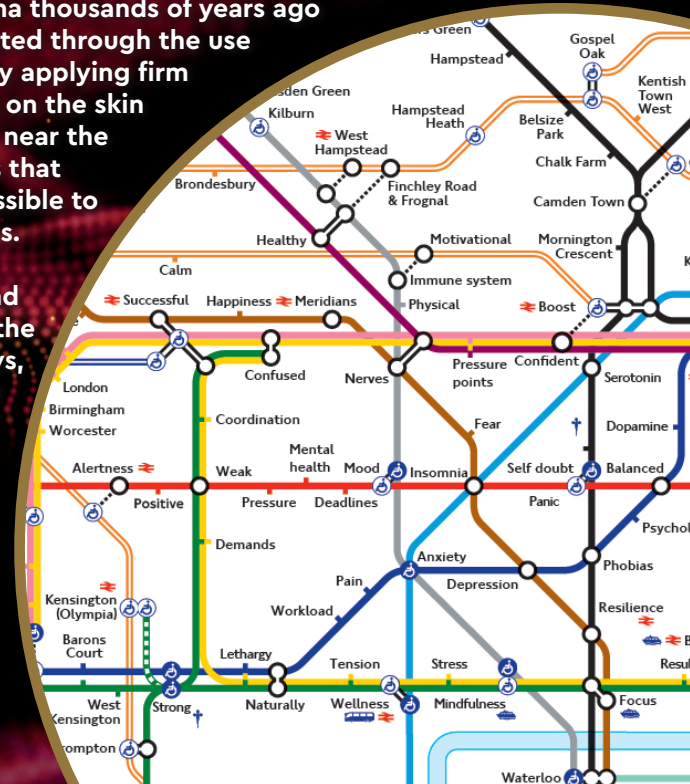 na thousands of years ago
ted through the use
y applying firm
on the skin
near the
s that
ssible to
s.
nd
the
ys,
Green
Hampstead
Gospel
Oak
Kentish
Town
West
sden Green
Kilburn
West
Hampstead
Hampstead
Heath
Belsize
Park
Chalk Farm
Brondesbury
Finchley Road
& Frognal
Camden Town
Healthy
Motivational
Mornington
Crescent
Calm
Immune system
Successful
Happiness
Meridians
Physical
Boost
London
Confused
Nerves
Pressure
points
Confident
Serotonin
Birmingham
Worcester
Coordination
Fear
Dopamine
Alertness
Weak
Mental
health
Mood
Insomnia
Self doubt
Balanced
Positive
Pressure
Deadlines
Panic
Demands
Psychol
Anxiety
Phobias
Pain
Depression
Kensington
(Olympia)
Workload
Resilience
B
Barons
Court
Lethargy
Tension
Stress
Resul
West
Kensington
Strong
Naturally
Wellness
Mindfulness
Focus
rompton
Waterloo